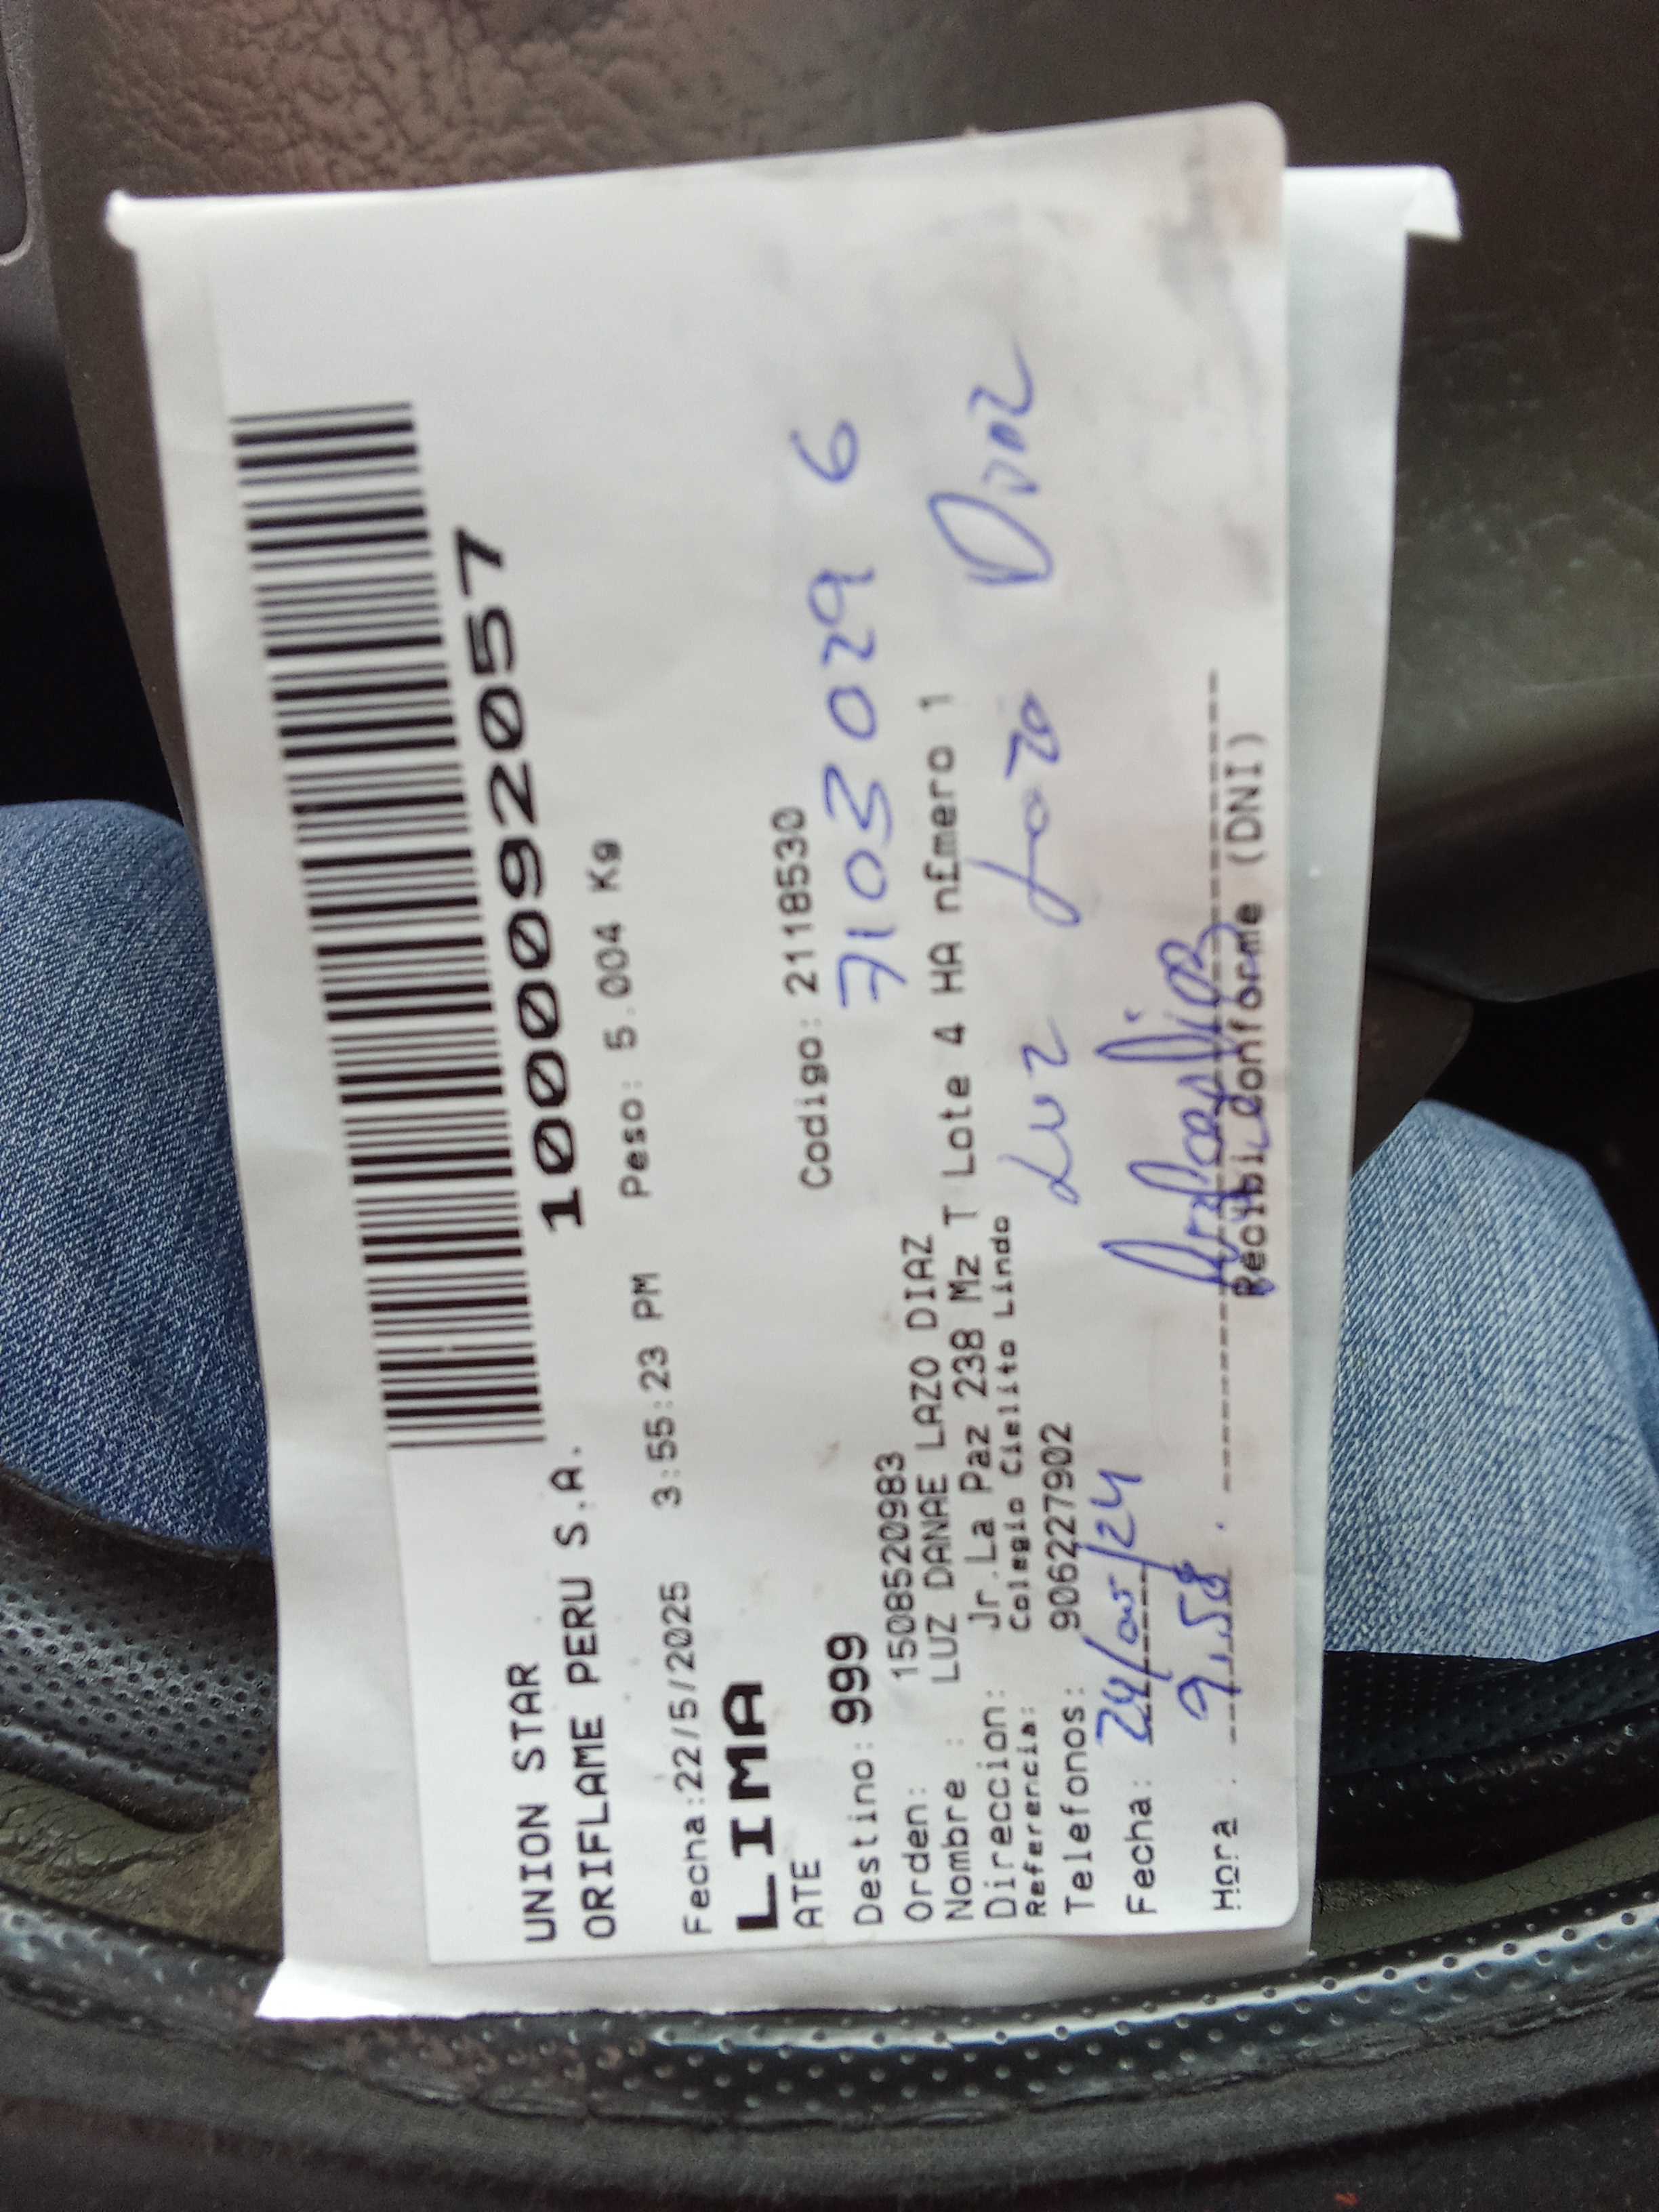 UNION STAR
ORIFLAME PERU S.A.
1000092057
Fecha:22/5/2025 3:55:23 PM Peso: 5.004 Kg
LIMA
ATE
Codigo: 2118530
Destino: 999
71030296
Orden: 1508520983
Nombre : LUZ DANAE LAZO DIAZ
Direccion: Jr.La Paz 238 Mz T Lote 4 HA n£mero 1
Referencia: Colegio Cielito Lindo
Luz Lazo Diaz
Telefonos: 906227902
Fecha: 24/05/24
Hora : 9:58
Recibi Conforme (DNI)